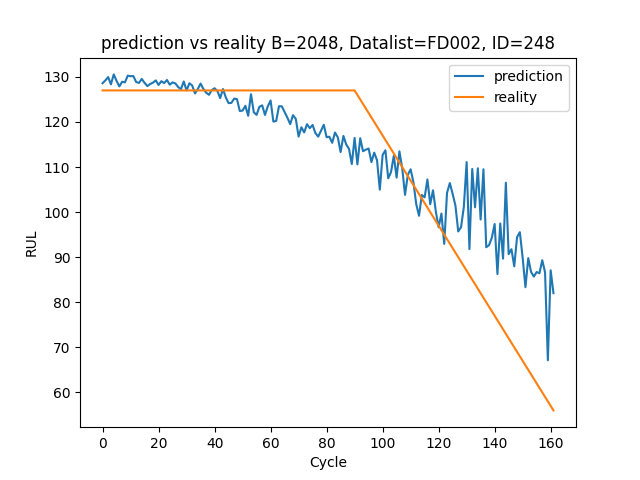 prediction vs reality B=2048, Datalist=FD002, ID=248
prediction
reality
RUL
130
120
110
100
90
80
70
60
0 20 40 60 80 100 120 140 160
Cycle